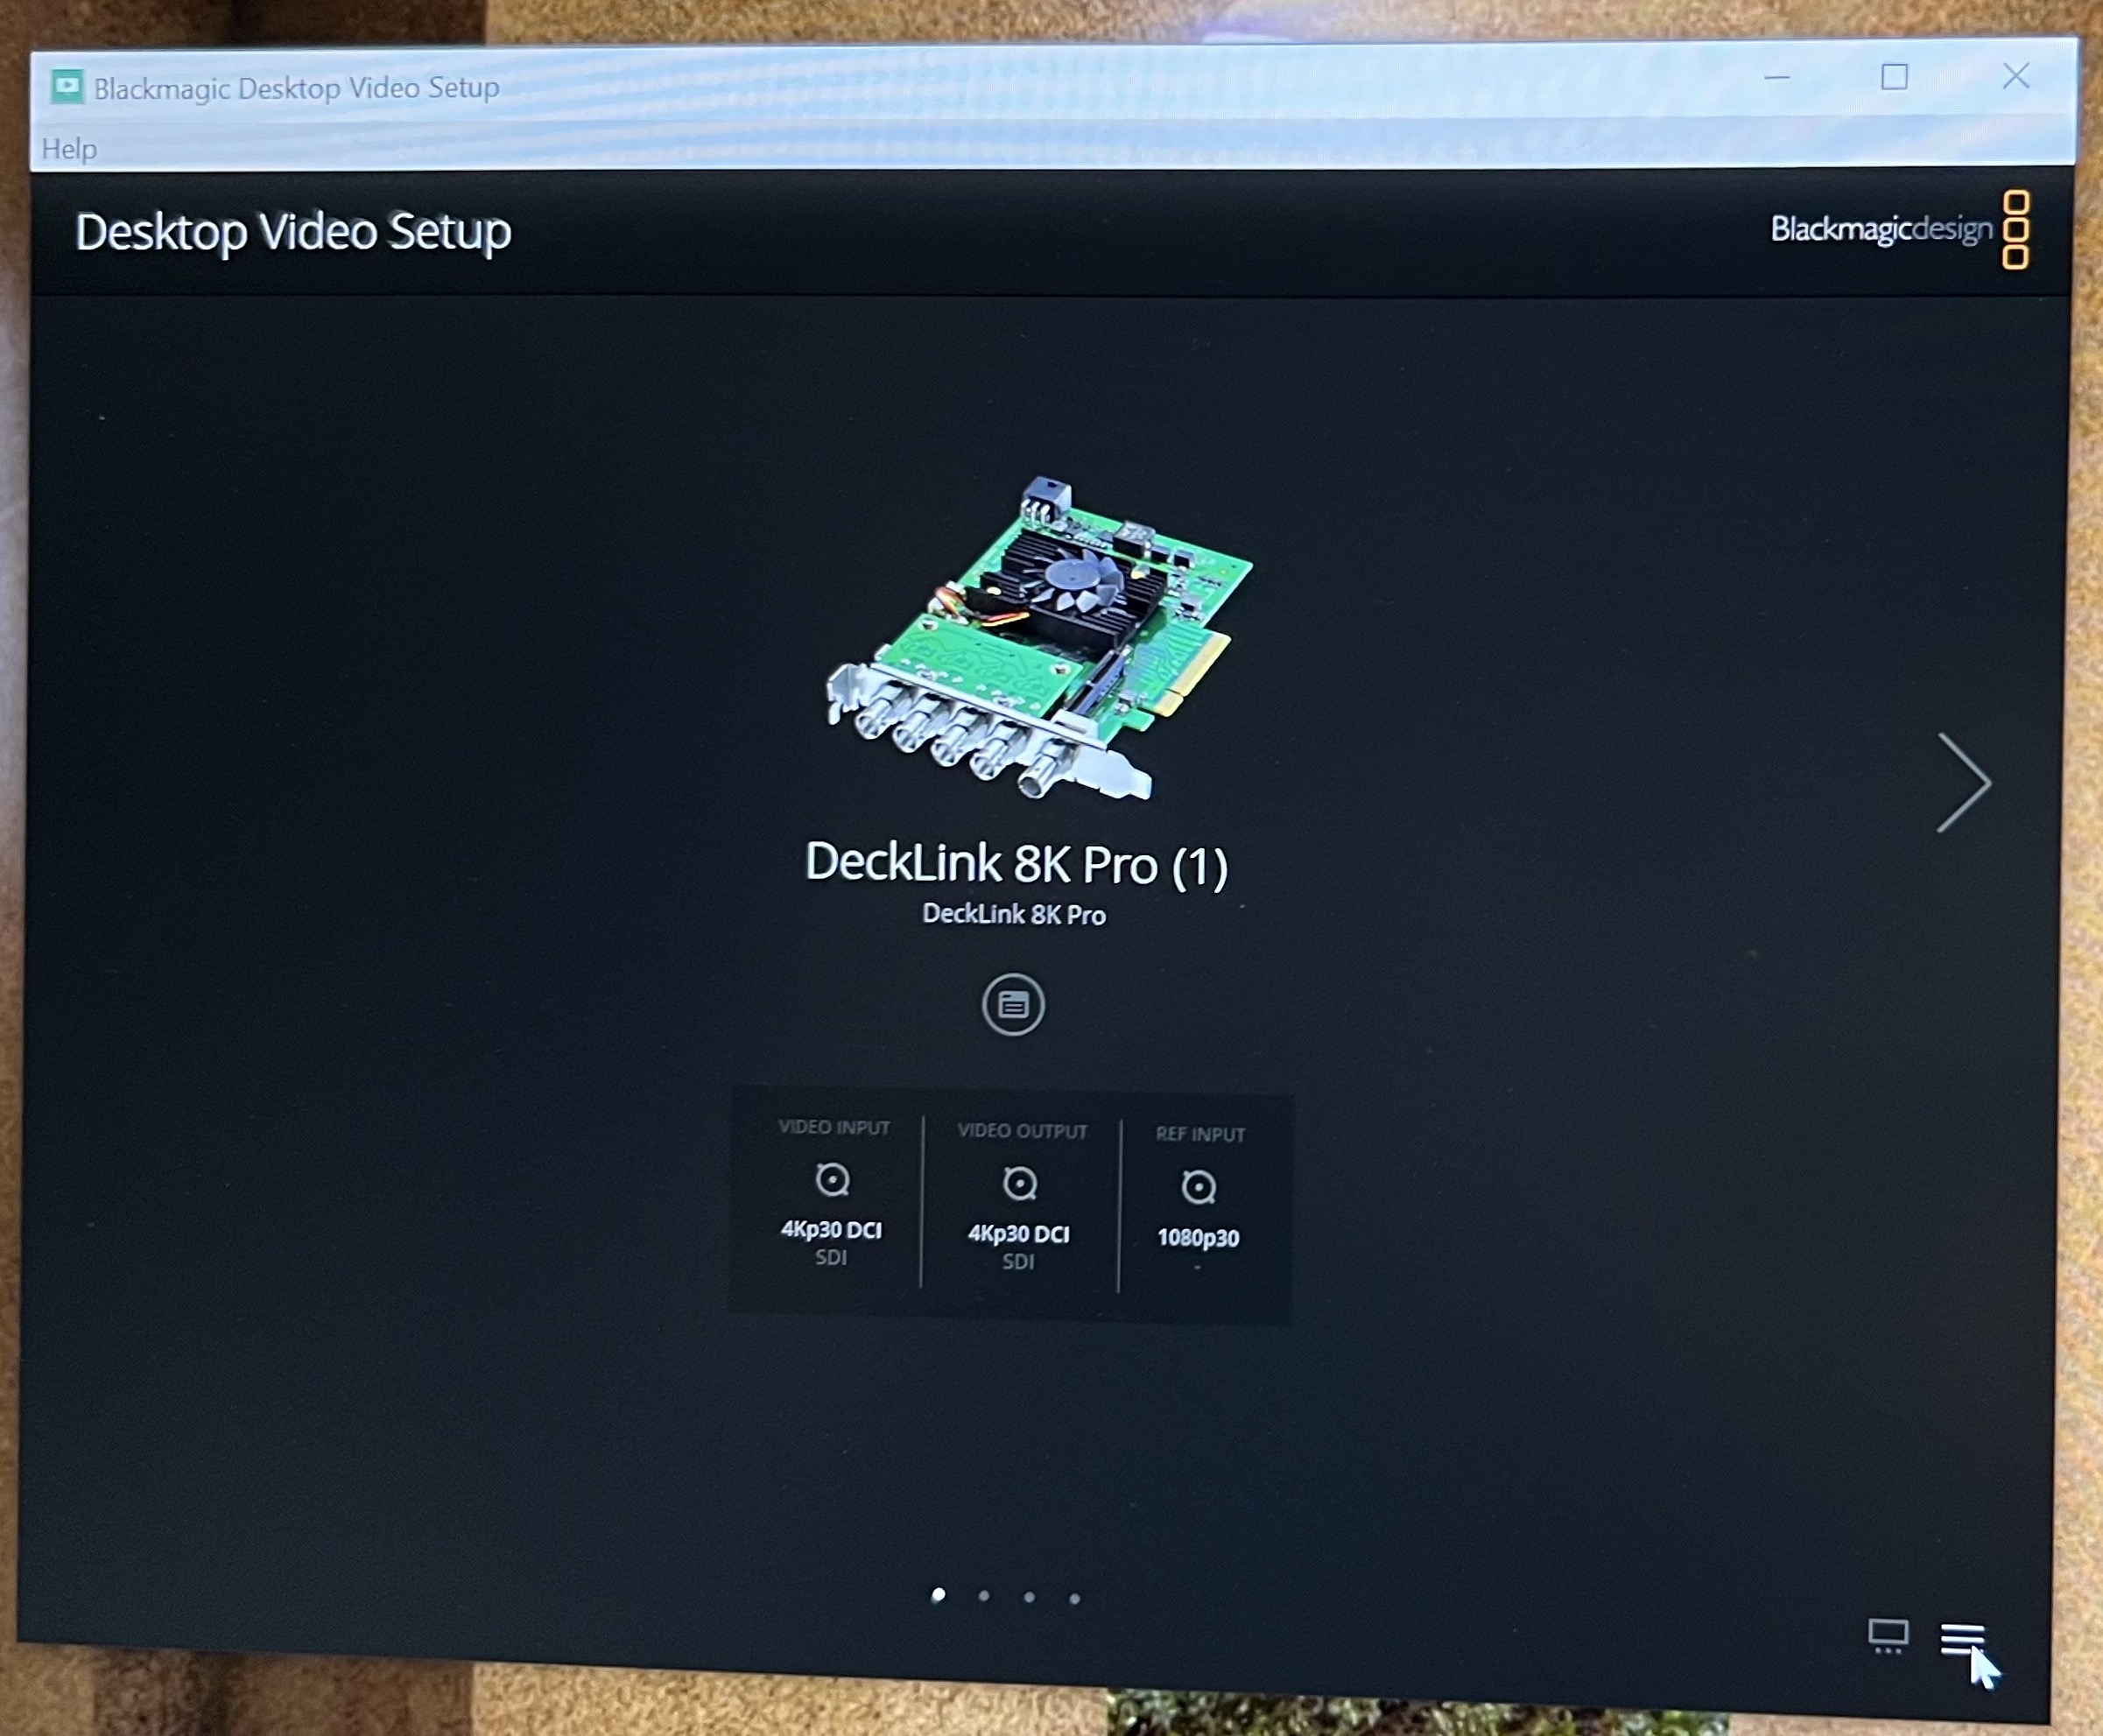 Blackmagic Desktop Video Setup
Help
Desktop Video Setup
Blackmagicdesign
DeckLink 8K Pro (1)
DeckLink 8K Pro
VIDEO INPUT
4Kp30 DCI
SDI
VIDEO OUTPUT
4Kp30 DCI
SDI
REF INPUT
1080p30
-